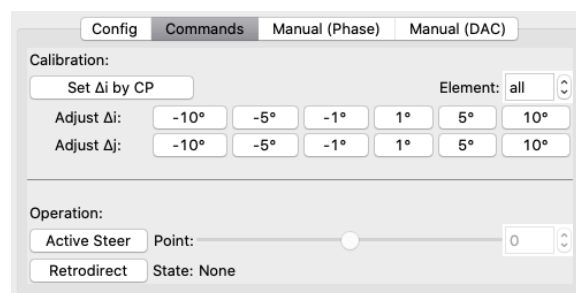 Config Commands Manual (Phase) Manual (DAC)
Calibration:
Set Δi by CP Element: all
Adjust Δi: -10° -5° -1° 1° 5° 10°
Adjust Δj: -10° -5° -1° 1° 5° 10°
Operation:
Active Steer Point: 0
Retrodirect State: None